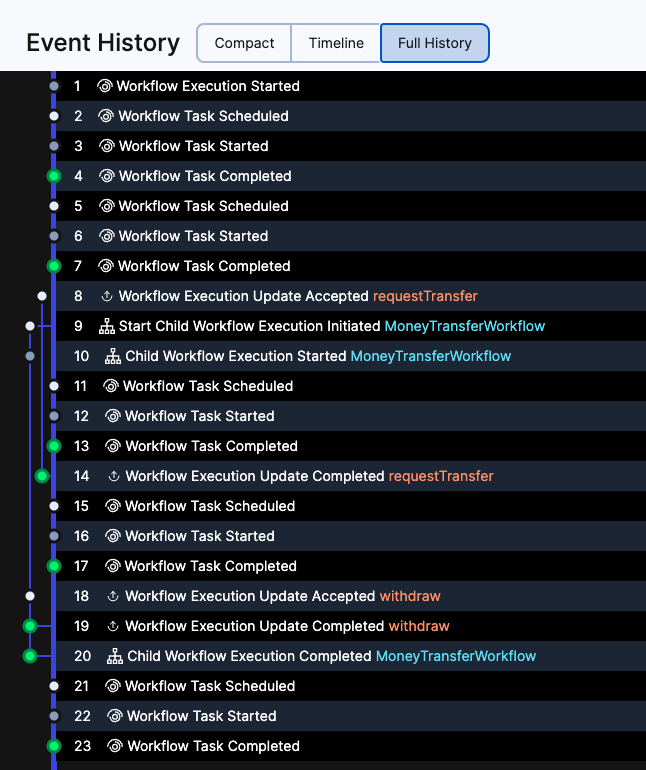 Event History Compact Timeline Full History
1 Workflow Execution Started
2 Workflow Task Scheduled
3 Workflow Task Started
4 Workflow Task Completed
5 Workflow Task Scheduled
6 Workflow Task Started
7 Workflow Task Completed
8 Workflow Execution Update Accepted requestTransfer
9 Start Child Workflow Execution Initiated MoneyTransferWorkflow
10 Child Workflow Execution Started MoneyTransferWorkflow
11 Workflow Task Scheduled
12 Workflow Task Started
13 Workflow Task Completed
14 Workflow Execution Update Completed requestTransfer
15 Workflow Task Scheduled
16 Workflow Task Started
17 Workflow Task Completed
18 Workflow Execution Update Accepted withdraw
19 Workflow Execution Update Completed withdraw
20 Child Workflow Execution Completed MoneyTransferWorkflow
21 Workflow Task Scheduled
22 Workflow Task Started
23 Workflow Task Completed